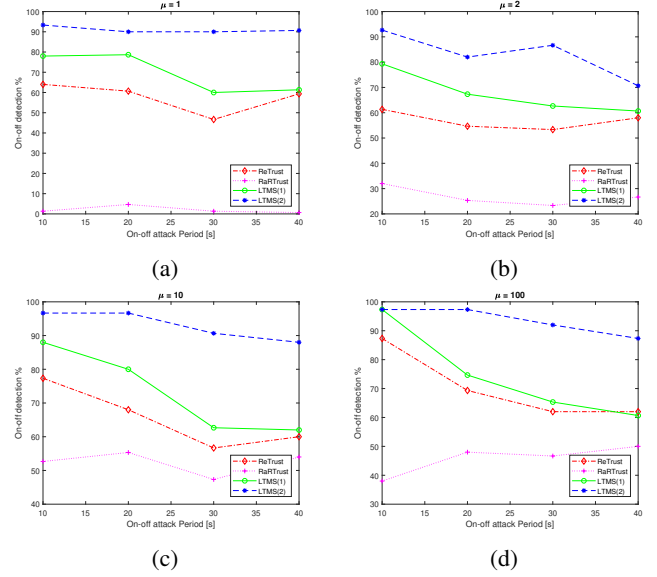 μ = 1
100
90
80
70
60
50
40
30
20
10
0
On-off detection %
10 15 20 25 30 35 40
On-off attack Period [s]
ReTrust
RaRTrust
LTMS(1)
LTMS(2)
(a)
μ = 2
100
90
80
70
60
50
40
30
20
On-off detection %
10 15 20 25 30 35 40
On-off attack Period [s]
ReTrust
RaRTrust
LTMS(1)
LTMS(2)
(b)
μ = 10
100
90
80
70
60
50
40
On-off detection %
10 15 20 25 30 35 40
On-off attack Period [s]
ReTrust
RaRTrust
LTMS(1)
LTMS(2)
(c)
μ = 100
100
90
80
70
60
50
40
30
On-off detection %
10 15 20 25 30 35 40
On-off attack Period [s]
ReTrust
RaRTrust
LTMS(1)
LTMS(2)
(d)